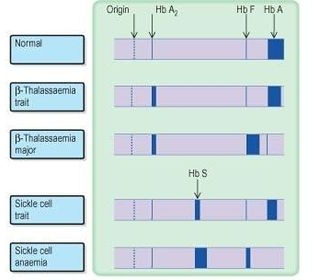 Origin Hb A₂ Hb F Hb A
Normal
β-Thalassaemia
trait
β-Thalassaemia
major
Hb S
Sickle cell
trait
Sickle cell
anaemia